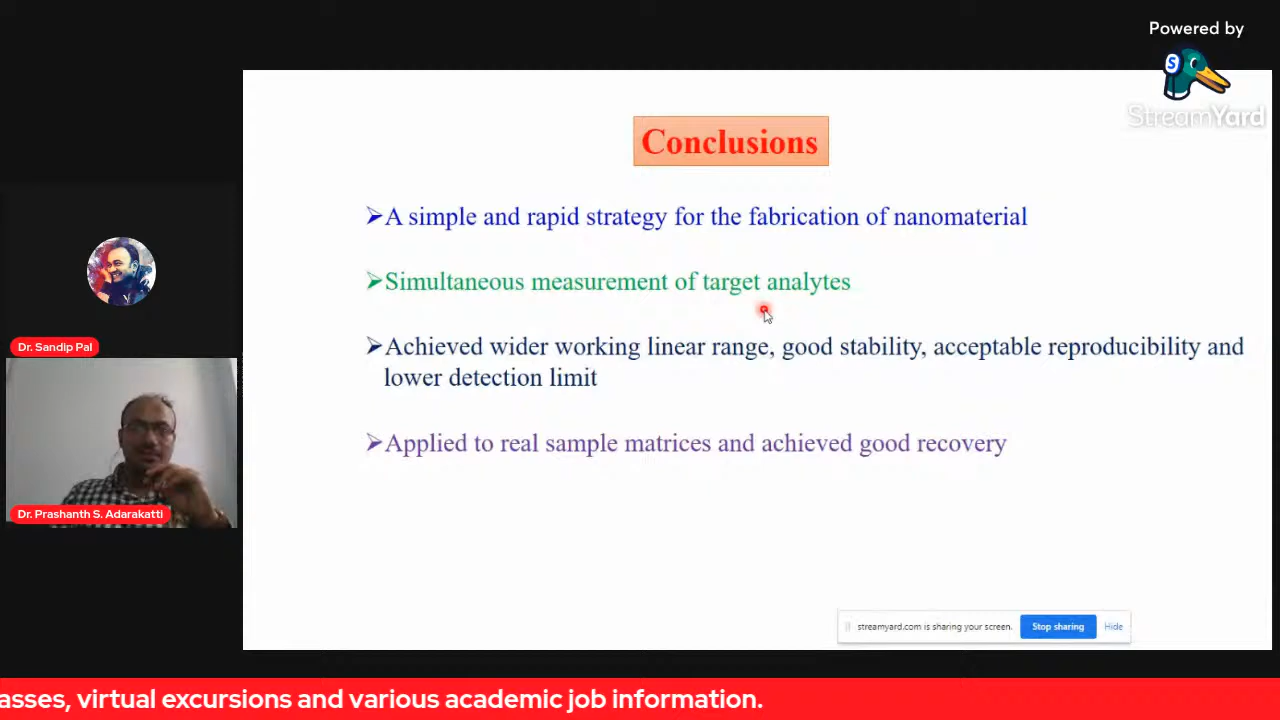 Powered by
S
StreamYard
Conclusions
➢A simple and rapid strategy for the fabrication of nanomaterial
➢Simultaneous measurement of target analytes
➢Achieved wider working linear range, good stability, acceptable reproducibility and
lower detection limit
➢Applied to real sample matrices and achieved good recovery
Dr. Sandip Pal
Dr. Prashanth S. Adarakatti
streamyard.com is sharing your screen.
Stop sharing
Hide
asses, virtual excursions and various academic job information.